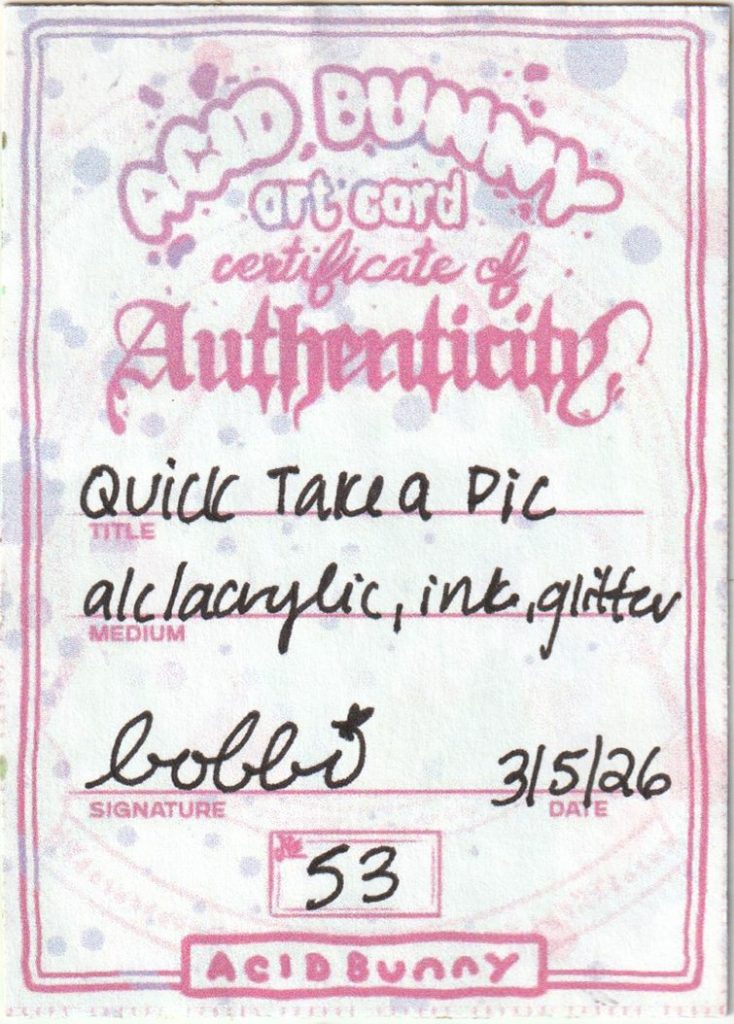 ACID BUNNY
art card
certificate of
Authenticity
Quick Take a Pic
TITLE
alc/acrylic, ink, glitter
MEDIUM
bobbi 3/5/26
SIGNATURE DATE
№ 53
ACID BUNNY